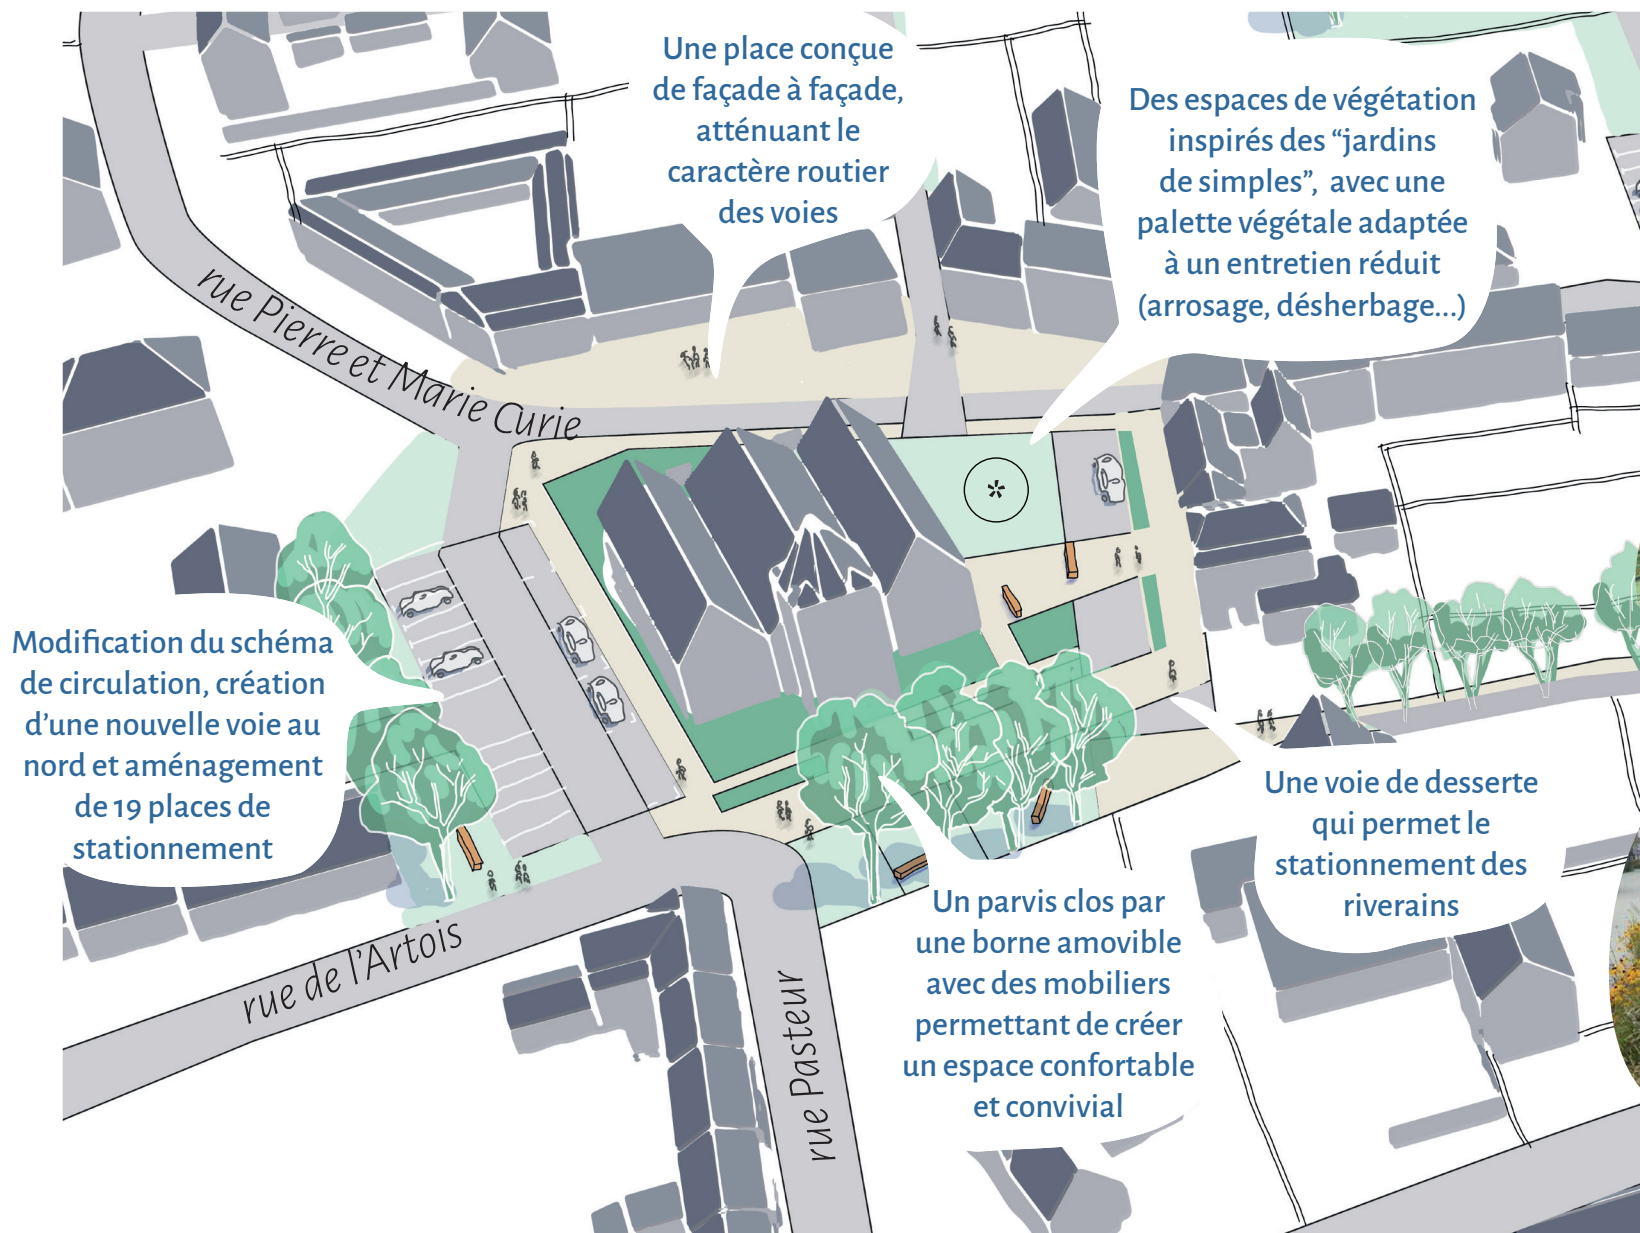 Une place conçue
de façade à façade,
atténuant le
caractère routier
des voies
Des espaces de végétation
inspirés des “jardins
de simples”, avec une
palette végétale adaptée
à un entretien réduit
(arrosage, désherbage...)
rue Pierre et Marie Curie
*
Modification du schéma
de circulation, création
d’une nouvelle voie au
nord et aménagement
de 19 places de
stationnement
Une voie de desserte
qui permet le
stationnement des
riverains
Un parvis clos par
une borne amovible
avec des mobiliers
permettant de créer
un espace confortable
et convivial
rue de l’Artois
rue Pasteur